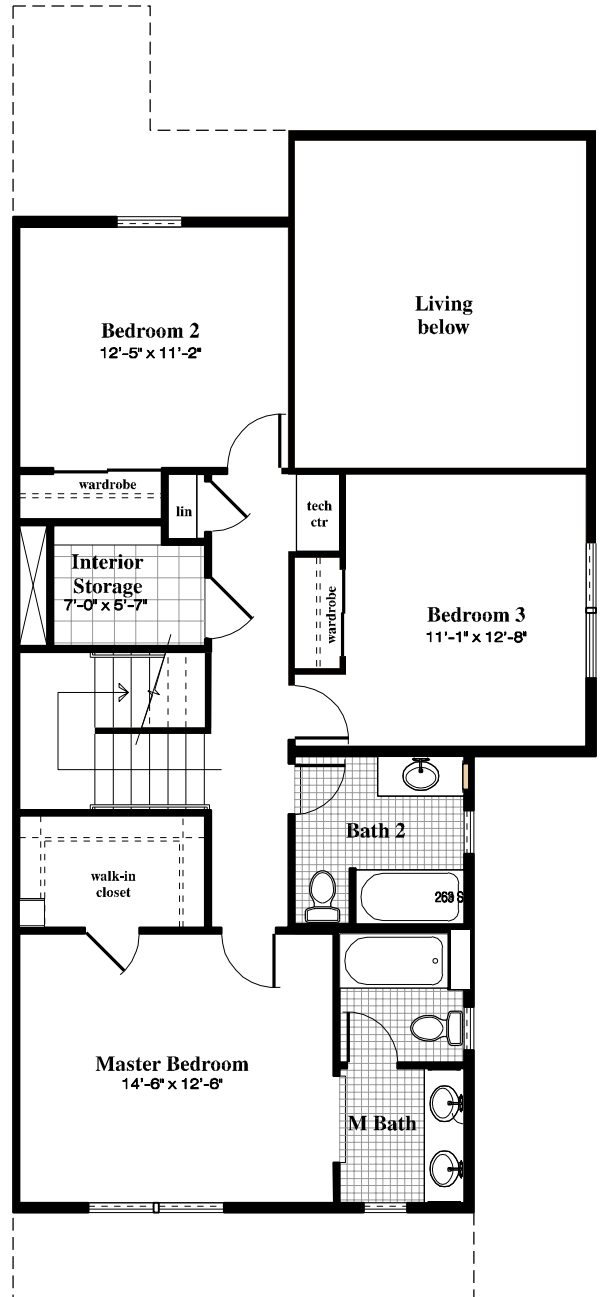 Living
below
Bedroom 2
12'-5" x 11'-2"
wardrobe
lin
tech
ctr
Interior
Storage
7'-0" x 5'-7"
wardrobe
Bedroom 3
11'-1" x 12'-8"
Bath 2
walk-in
closet
Master Bedroom
14'-6" x 12'-6"
M Bath